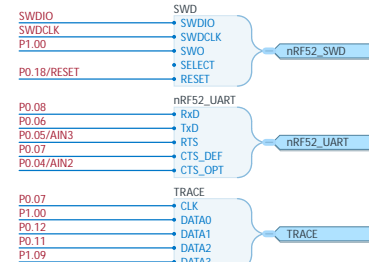 SWD
SWDIO SWDIO
SWDCLK SWDCLK
P1.00 SWO nRF52_SWD
SELECT
P0.18/RESET RESET
nRF52_UART
P0.08 RxD
P0.06 TxD
P0.05/AIN3 RTS nRF52_UART
P0.07 CTS_DEF
P0.04/AIN2 CTS_OPT
TRACE
P0.07 CLK
P1.00 DATA0
P0.12 DATA1 TRACE
P0.11 DATA2
P1.09 DATA3